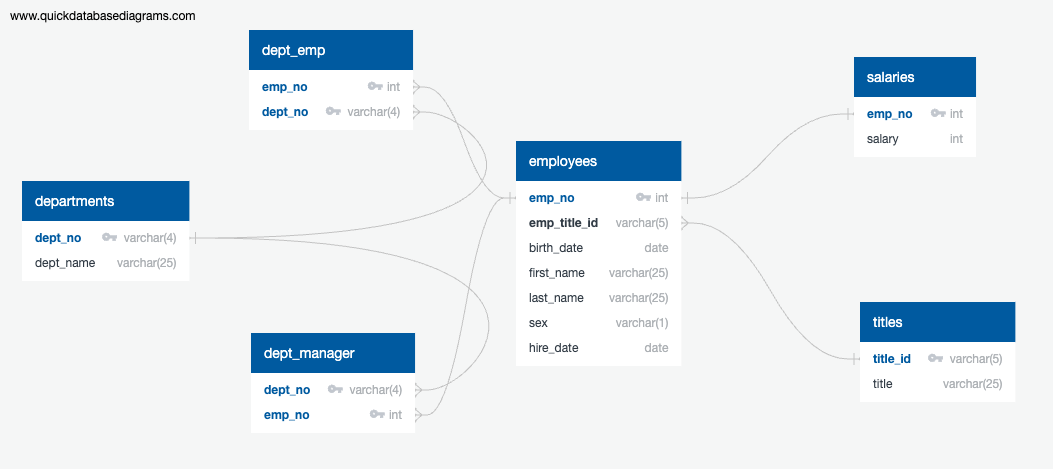 www.quickdatabasediagrams.com
dept_emp
emp_no int
dept_no varchar(4)
departments
dept_no varchar(4)
dept_name varchar(25)
dept_manager
dept_no varchar(4)
emp_no int
employees
emp_no int
emp_title_id varchar(5)
birth_date date
first_name varchar(25)
last_name varchar(25)
sex varchar(1)
hire_date date
salaries
emp_no int
salary int
titles
title_id varchar(5)
title varchar(25)